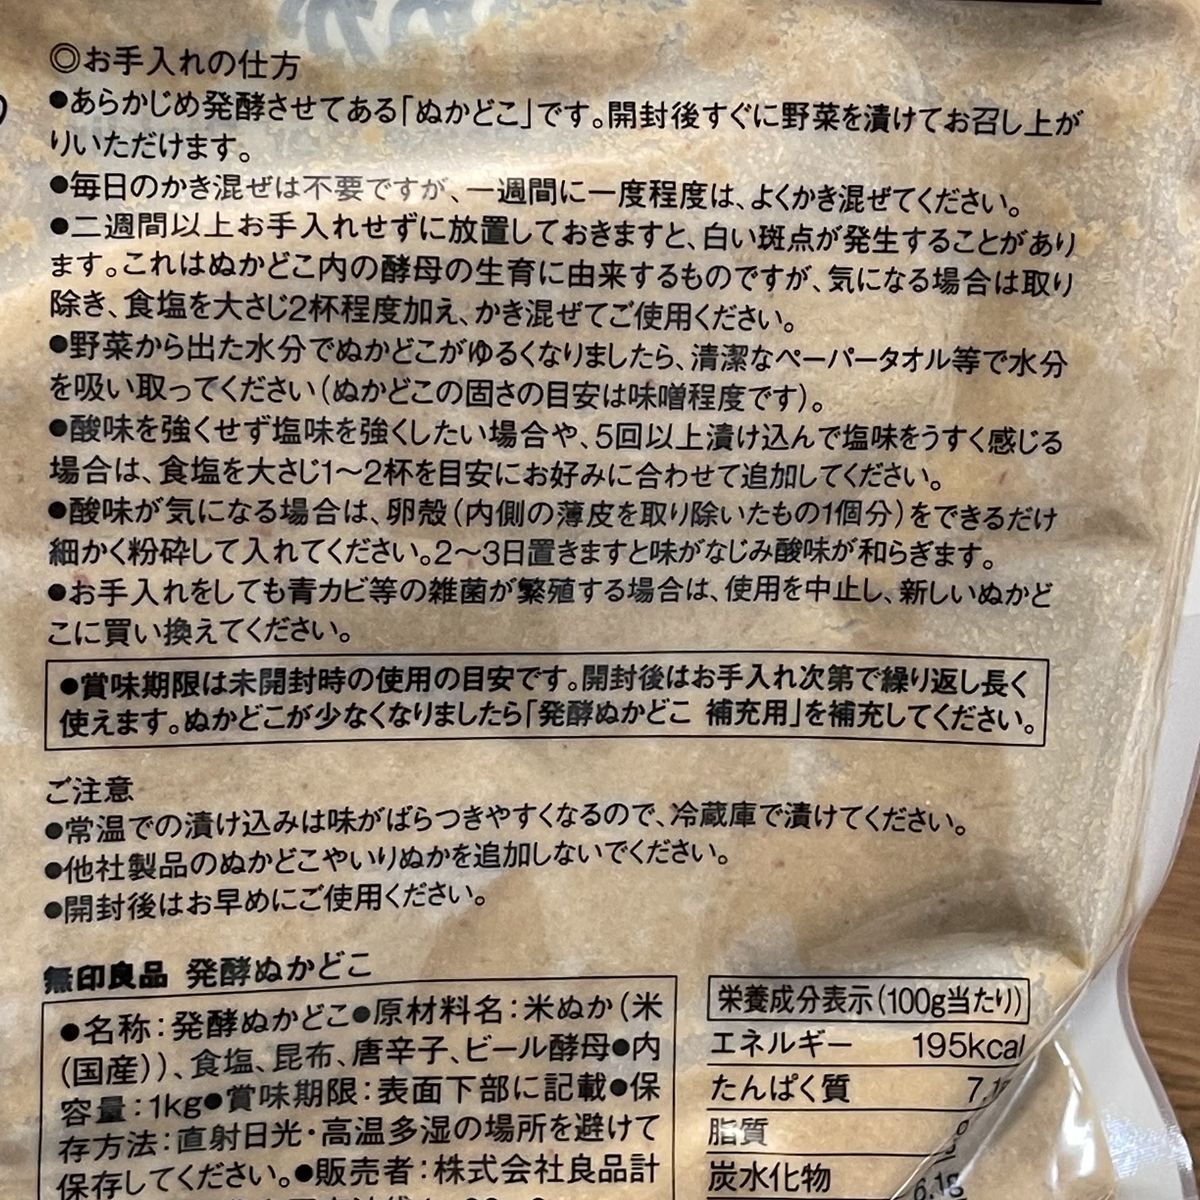 ◎お手入れの仕方
●あらかじめ発酵させてある「ぬかどこ」です。開封後すぐに野菜を漬けてお召し上が
りいただけます。
●毎日のかき混ぜは不要ですが、一週間に一度程度は、よくかき混ぜてください。
●二週間以上お手入れせずに放置しておきますと、白い斑点が発生することがあり
ます。これはぬかどこ内の酵母の生育に由来するものですが、気になる場合は取り
除き、食塩を大さじ2杯程度加え、かき混ぜてご使用ください。
●野菜から出た水分でぬかどこがゆるくなりましたら、清潔なペーパータオル等で水分
を吸い取ってください(ぬかどこの固さの目安は味噌程度です)。
●酸味を強くせず塩味を強くしたい場合や、5回以上漬け込んで塩味をうすく感じる
場合は、食塩を大さじ1〜2杯を目安にお好みに合わせて追加してください。
●酸味が気になる場合は、卵殻(内側の薄皮を取り除いたもの1個分)をできるだけ
細かく粉砕して入れてください。2〜3日置きますと味がなじみ酸味が和らぎます。
●お手入れをしても青カビ等の雑菌が繁殖する場合は、使用を中止し、新しいぬかど
こに買い換えてください。
●賞味期限は未開封時の使用の目安です。開封後はお手入れ次第で繰り返し長く
使えます。ぬかどこが少なくなりましたら「発酵ぬかどこ 補充用」を補充してください。
ご注意
●常温での漬け込みは味がばらつきやすくなるので、冷蔵庫で漬けてください。
●他社製品のぬかどこやいりぬかを追加しないでください。
●開封後はお早めにご使用ください。
無印良品 発酵ぬかどこ
●名称:発酵ぬかどこ●原材料名:米ぬか(米
(国産))、食塩、昆布、唐辛子、ビール酵母●内
容量:1kg●賞味期限:表面下部に記載●保
存方法:直射日光・高温多湿の場所を避けて
保存してください。●販売者:株式会社良品計
栄養成分表示(100g当たり)
エネルギー 195kcal
たんぱく質
脂質
炭水化物